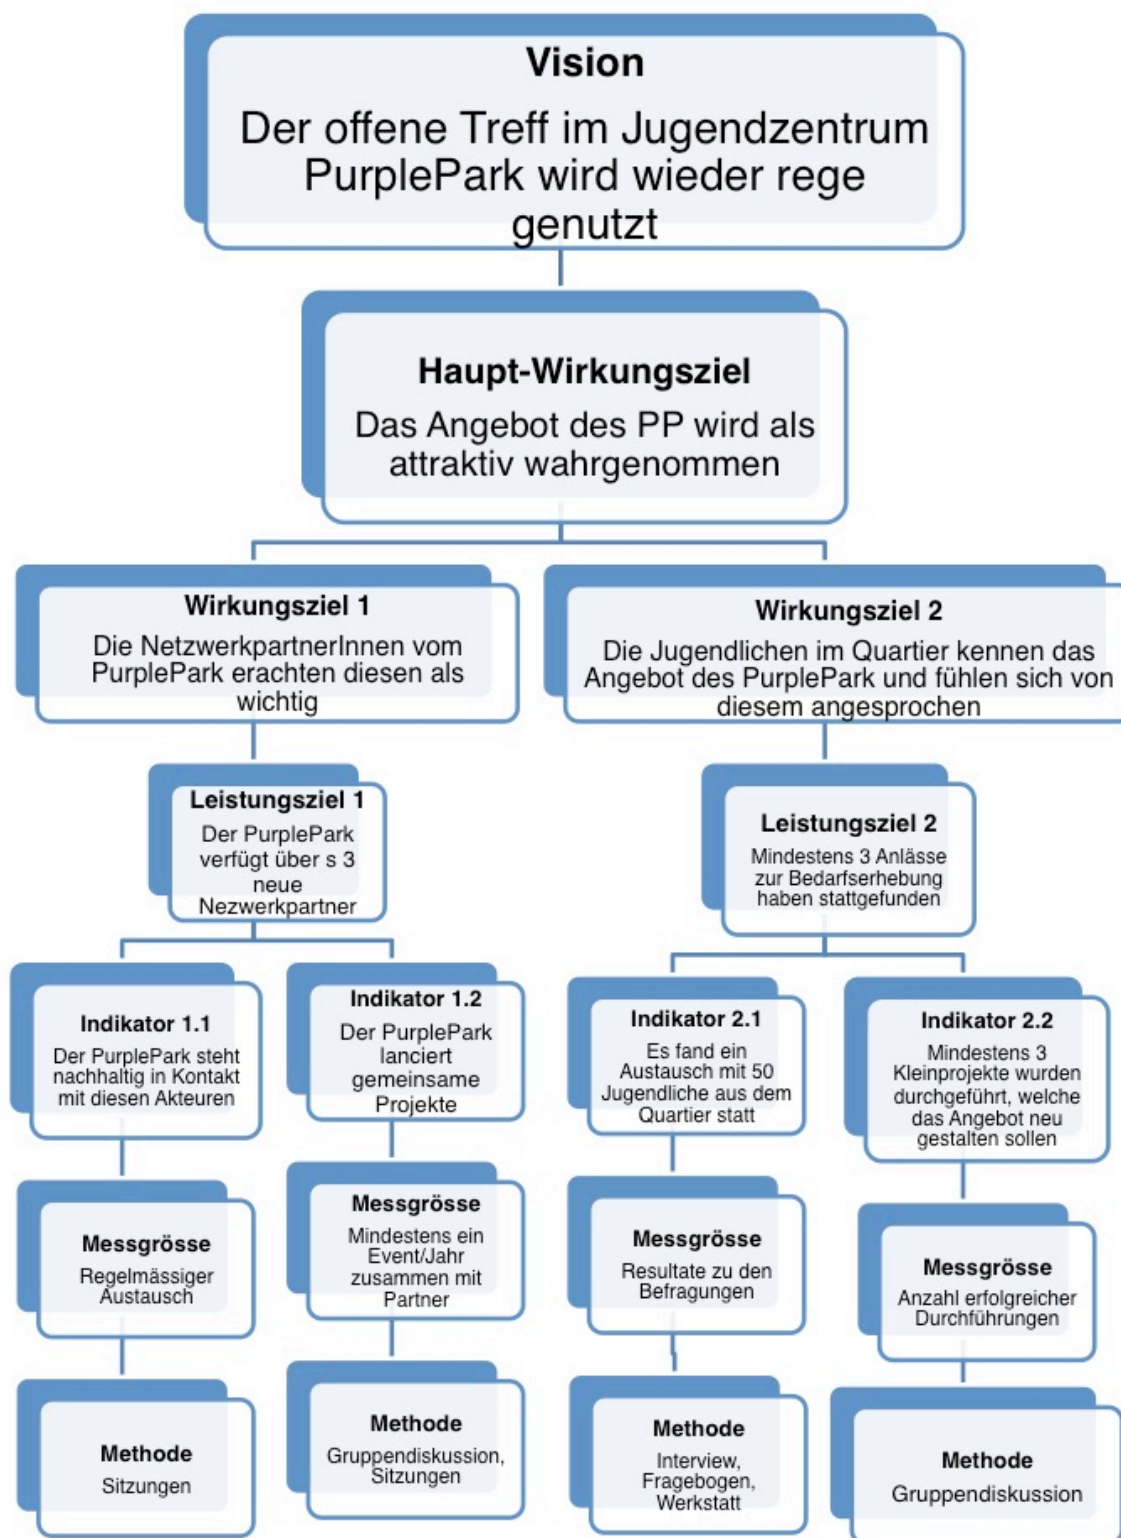 Vision
Der offene Treff im Jugendzentrum
PurplePark wird wieder rege
genutzt
Haupt-Wirkungsziel
Das Angebot des PP wird als
attraktiv wahrgenommen
Wirkungsziel 1
Die NetzwerkpartnerInnen vom
PurplePark erachten diesen als
wichtig
Wirkungsziel 2
Die Jugendlichen im Quartier kennen das
Angebot des PurplePark und fühlen sich von
diesem angesprochen
Leistungsziel 1
Der PurplePark
verfügt über s 3
neue
Nezwerkpartner
Leistungsziel 2
Mindestens 3 Anlässe
zur Bedarfserhebung
haben stattgefunden
Indikator 1.1
Der PurplePark steht
nachhaltig in Kontakt
mit diesen Akteuren
Indikator 1.2
Der PurplePark
lanciert
gemeinsame
Projekte
Indikator 2.1
Es fand ein
Austausch mit 50
Jugendliche aus dem
Quartier statt
Indikator 2.2
Mindestens 3
Kleinprojekte wurden
durchgeführt, welche
das Angebot neu
gestalten sollen
Messgrösse
Regelmässiger
Austausch
Messgrösse
Mindestens ein
Event/Jahr
zusammen mit
Partner
Messgrösse
Resultate zu den
Befragungen
Messgrösse
Anzahl erfolgreicher
Durchführungen
Methode
Sitzungen
Methode
Gruppendiskussion,
Sitzungen
Methode
Interview,
Fragebogen,
Werkstatt
Methode
Gruppendiskussion